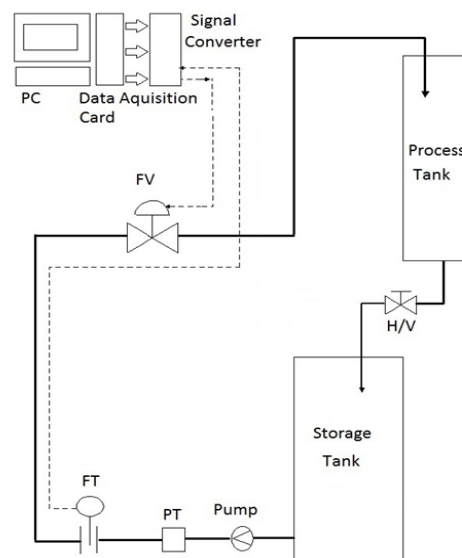 Signal
Converter
PC
Data Aquisition
Card
FV
Process
Tank
H/V
Storage
Tank
FT
PT
Pump